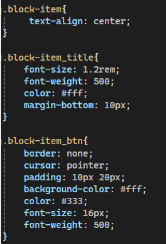 .block-item{
text-align: center;
}
.block-item_title{
font-size: 1.2rem;
font-weight: 500;
color: #fff;
margin-bottom: 10px;
}
.block-item_btn{
border: none;
cursor: pointer;
padding: 10px 20px;
background-color: #fff;
color: #333;
font-size: 16px;
font-weight: 500;
}